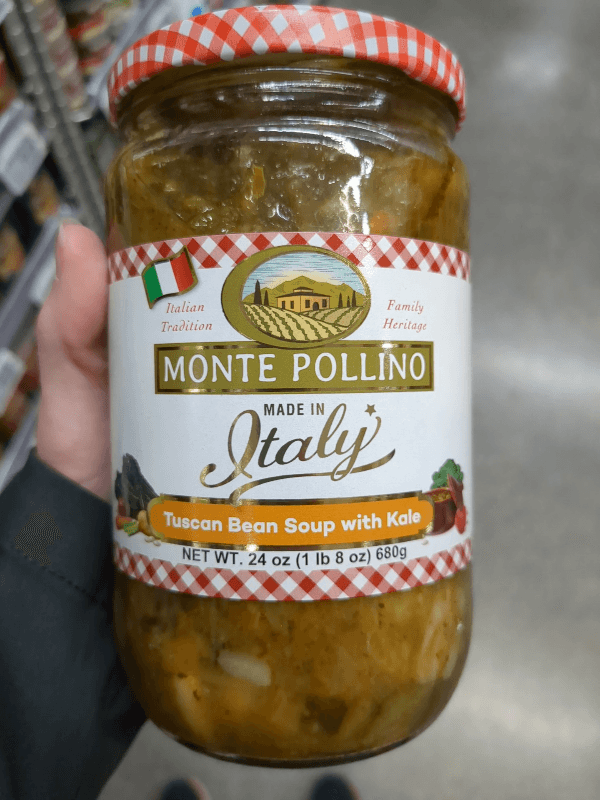 Italian
Tradition
Family
Heritage
MONTE POLLINO
MADE IN
Italy
Tuscan Bean Soup with Kale
NET WT. 24 oz (1 lb 8 oz) 680g